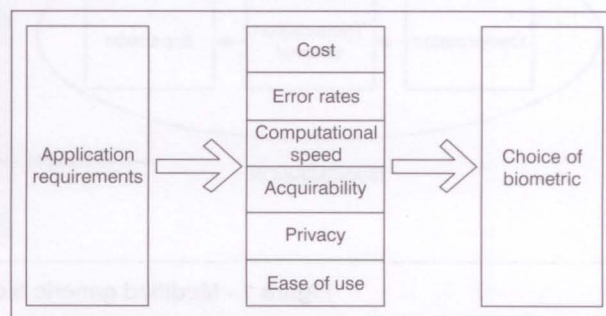 Application
requirements
Cost
Error rates
Computational
speed
Acquirability
Privacy
Ease of use
Choice of
biometric